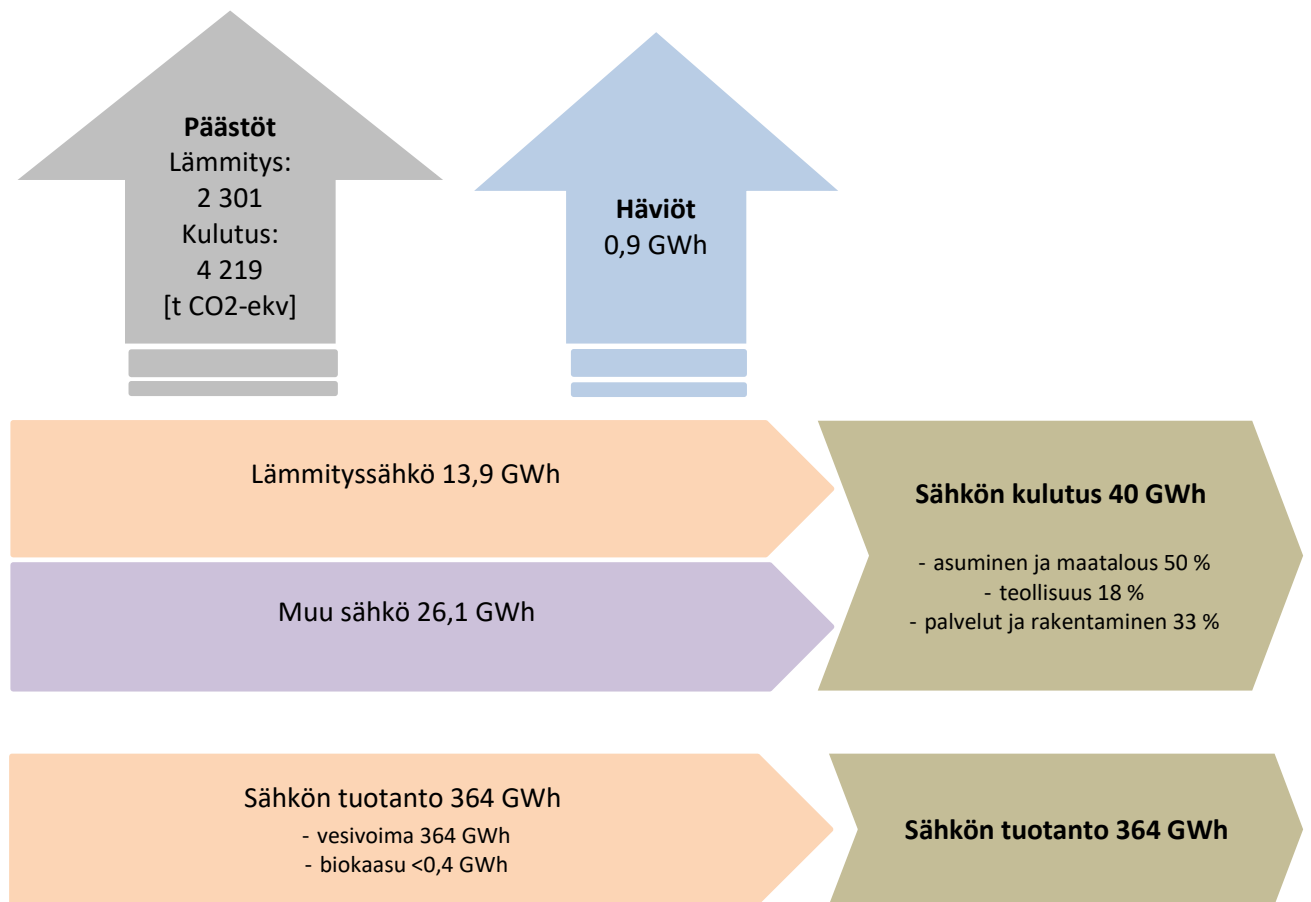 Päästöt
Lämmitys:
2 301
Kulutus:
4 219
[t CO2-ekv]
Häviöt
0,9 GWh
Lämmityssähkö 13,9 GWh
Muu sähkö 26,1 GWh
Sähkön kulutus 40 GWh
- asuminen ja maatalous 50 %
- teollisuus 18 %
- palvelut ja rakentaminen 33 %
Sähkön tuotanto 364 GWh
- vesivoima 364 GWh
- biokaasu <0,4 GWh
Sähkön tuotanto 364 GWh